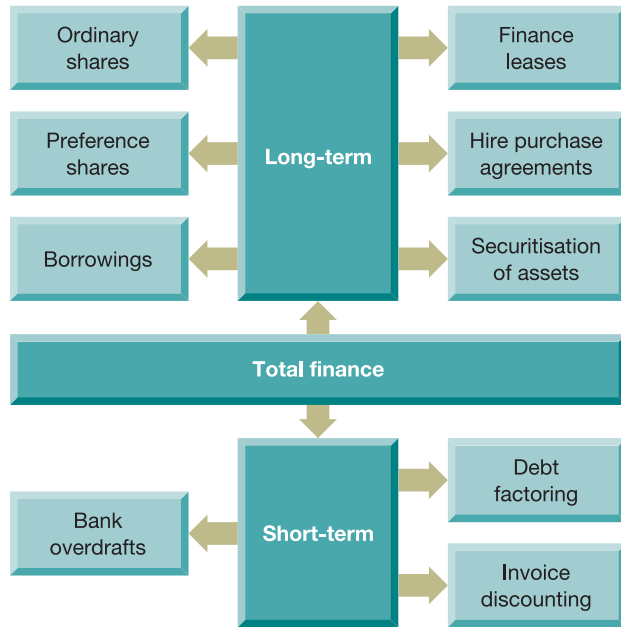 Ordinary
shares
Finance
leases
Preference
shares
Long-term
Hire purchase
agreements
Borrowings
Securitisation
of assets
Total finance
Bank
overdrafts
Short-term
Debt
factoring
Invoice
discounting